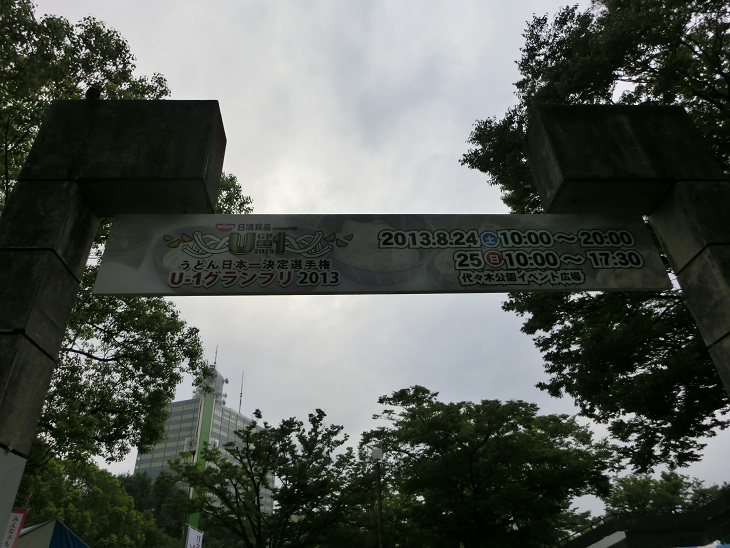 日清食品
U-1
GP
2013
うどん日本一決定選手権
U-1グランプリ 2013
2013.8.24 土 10:00〜20:00
25 日 10:00〜17:30
代々木公園イベント広場